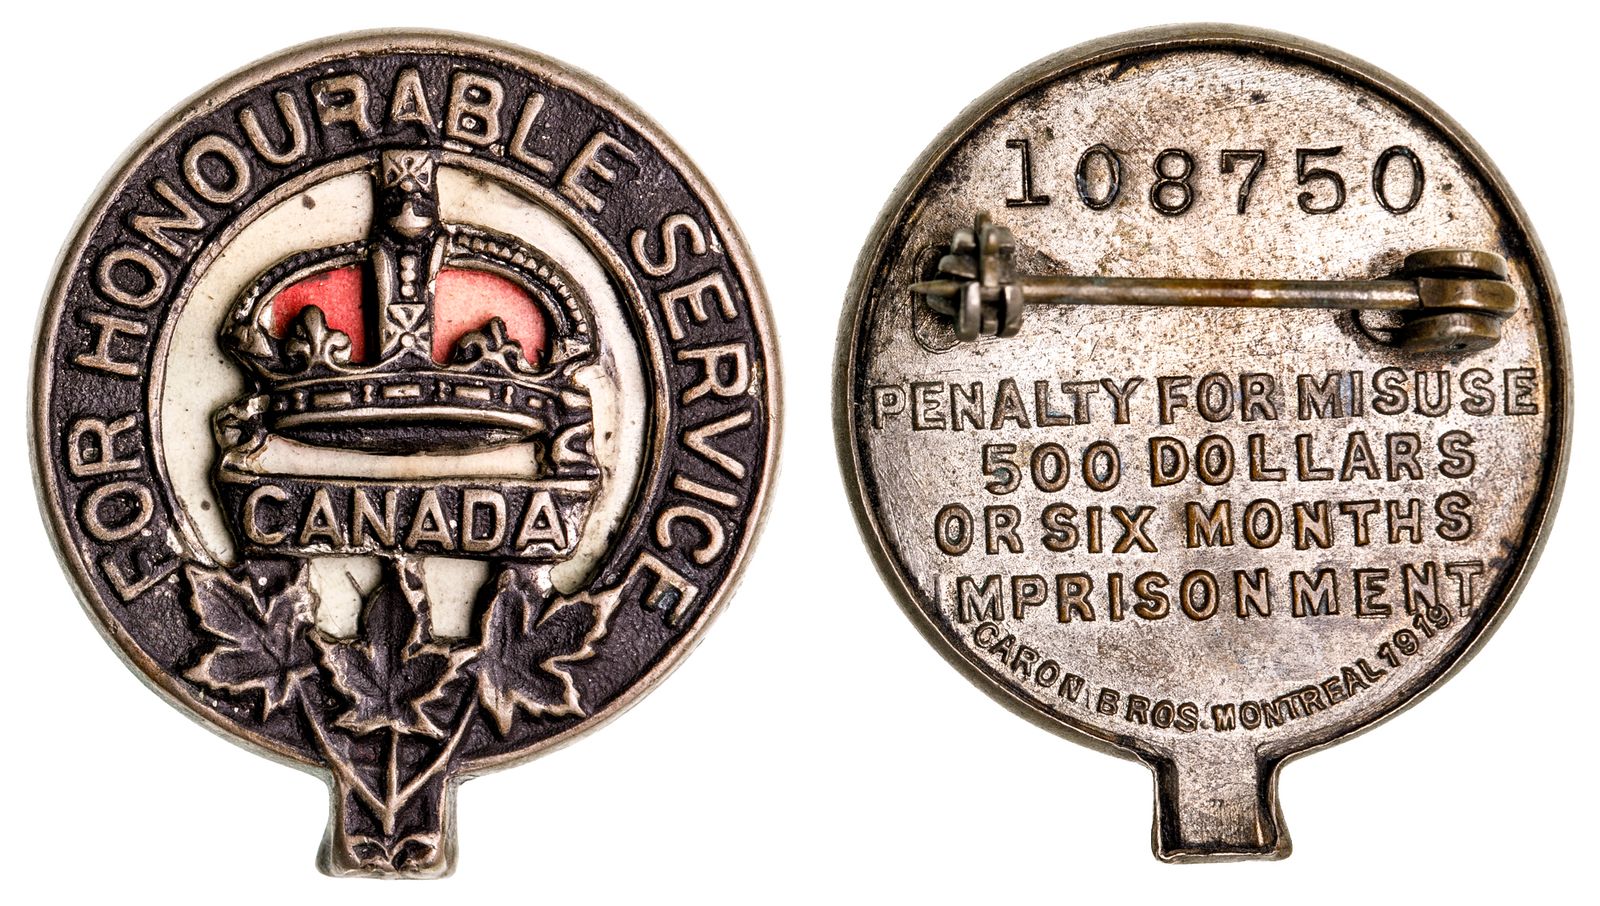 FOR HONOURABLE SERVICE
CANADA
108750
PENALTY FOR MISUSE
500 DOLLARS
OR SIX MONTHS
IMPRISONMENT
CARON BROS. MONTREAL 1919